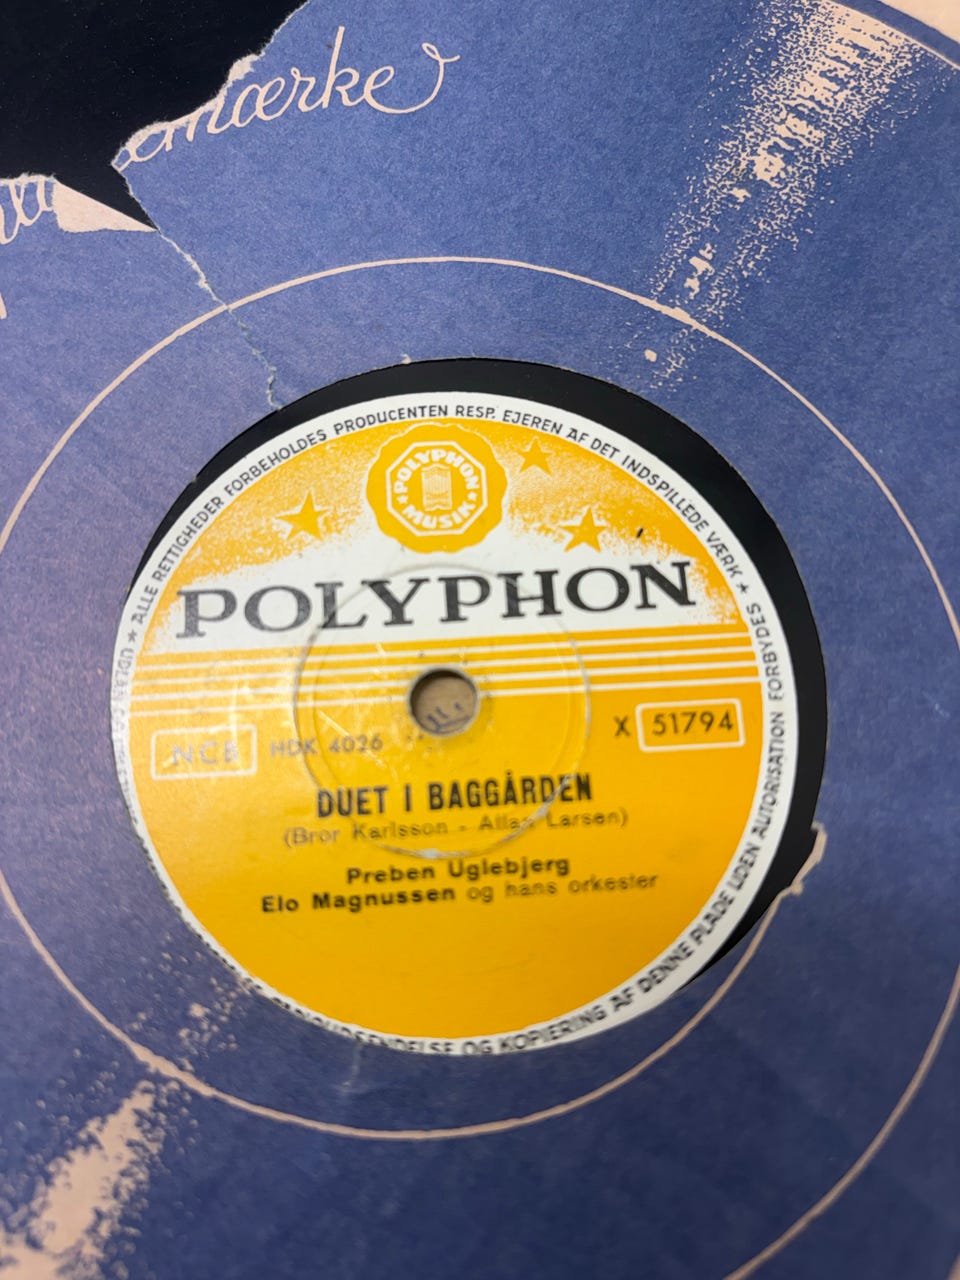 mærke
★ ALLE RETTIGHEDER FORBEHOLDES PRODUCENTEN RESP. EJEREN AF DET INDSPILLEDE VÆRK ★
FORBYDES UDEN AUTORISATION
AF DENNE PLADE
OG KOPIERING
POLYPHON
MUSIK
POLYPHON
NCB HDK 4026
X 51794
DUET I BAGGÅRDEN
(Bror Karlsson - Allan Larsen)
Preben Uglebjerg
Elo Magnussen og hans orkester